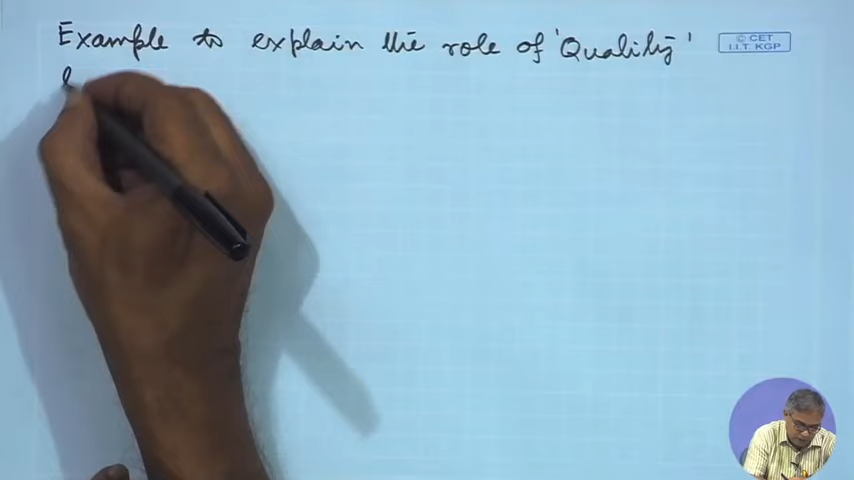 Example to explain the role of 'Quality'
© CET
I.I.T. KGP